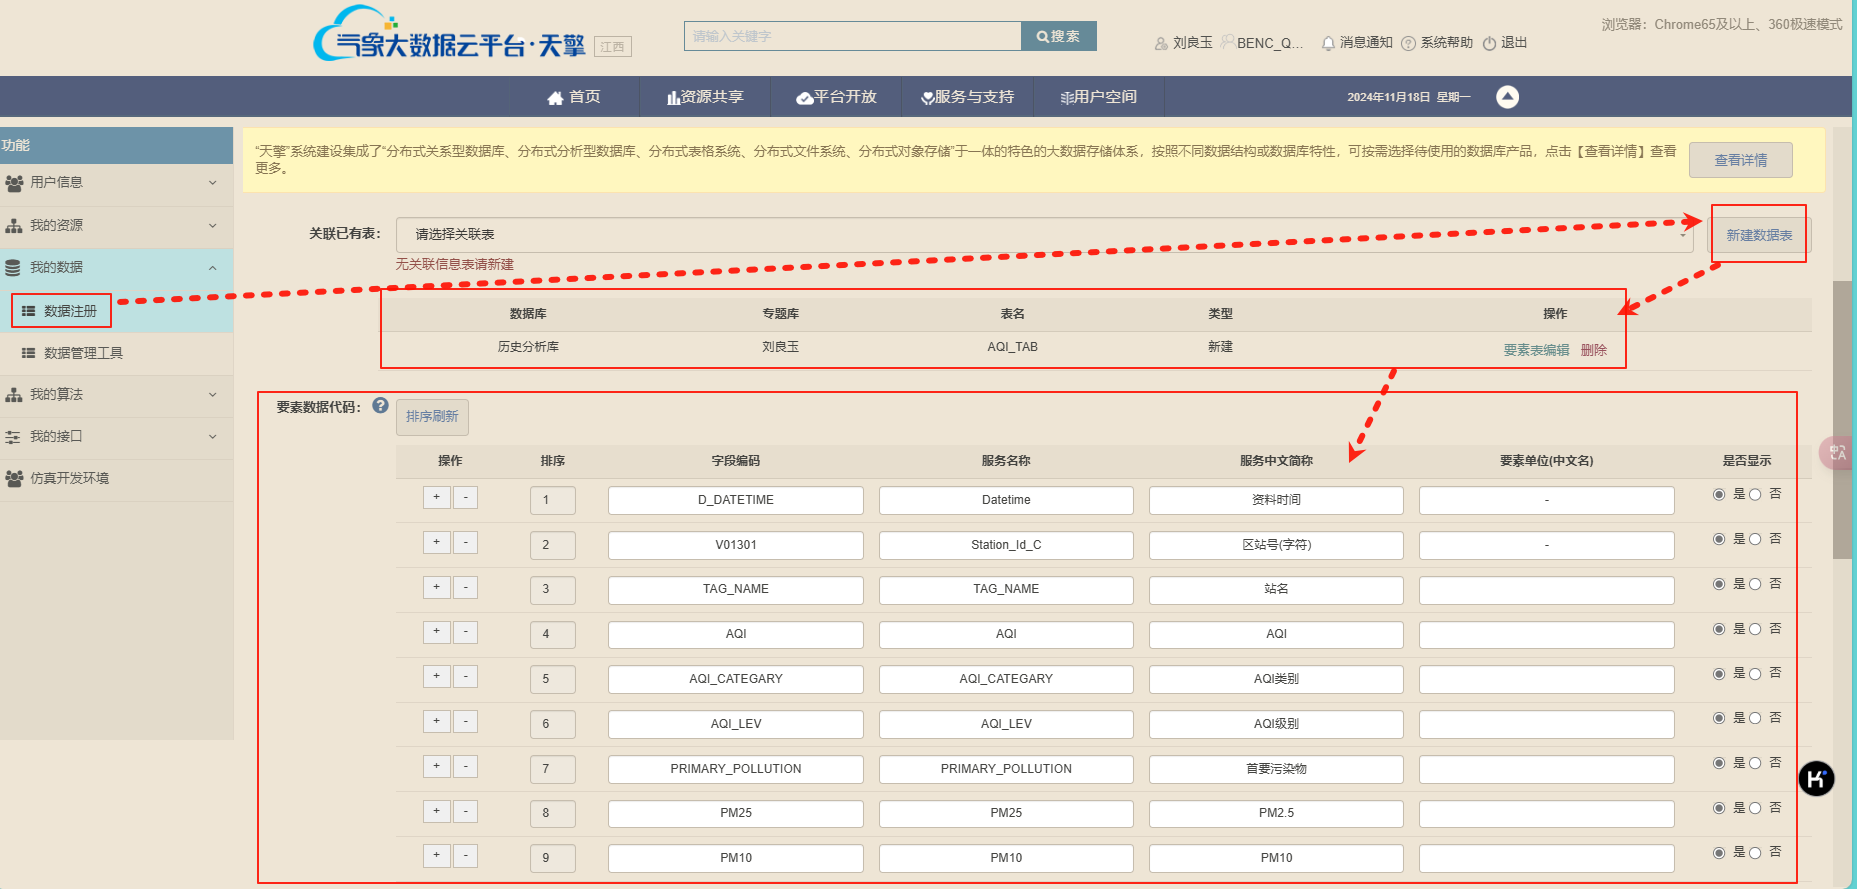 浏览器：Chrome65及以上、360极速模式
气象大数据云平台·天擎 江西
请输入关键字 搜索
刘良玉 BENC_Q... 消息通知 系统帮助 退出
首页 资源共享 平台开放 服务与支持 用户空间 2024年11月18日 星期一
功能
用户信息
我的资源
我的数据
数据注册
数据管理工具
我的算法
我的接口
仿真开发环境
“天擎”系统建设集成了“分布式关系型数据库、分布式分析型数据库、分布式表格系统、分布式文件系统、分布式对象存储”于一体的特色的大数据存储体系，按照不同数据结构或数据库特性，可按需选择待使用的数据库产品，点击【查看详情】查看
更多。
查看详情
关联已有表： 请选择关联表 新建数据表
无关联信息表请新建
数据库 专题库 表名 类型 操作
历史分析库 刘良玉 AQI_TAB 新建 要素表编辑 删除
要素数据代码： ? 排序刷新
操作 排序 字段编码 服务名称 服务中文简称 要素单位(中文名) 是否显示
+ - 1 D_DATETIME Datetime 资料时间 - 是 否
+ - 2 V01301 Station_Id_C 区站号(字符) - 是 否
+ - 3 TAG_NAME TAG_NAME 站名 是 否
+ - 4 AQI AQI AQI 是 否
+ - 5 AQI_CATEGARY AQI_CATEGARY AQI类别 是 否
+ - 6 AQI_LEV AQI_LEV AQI级别 是 否
+ - 7 PRIMARY_POLLUTION PRIMARY_POLLUTION 首要污染物 是 否
+ - 8 PM25 PM25 PM2.5 是 否
+ - 9 PM10 PM10 PM10 是 否
中A
K